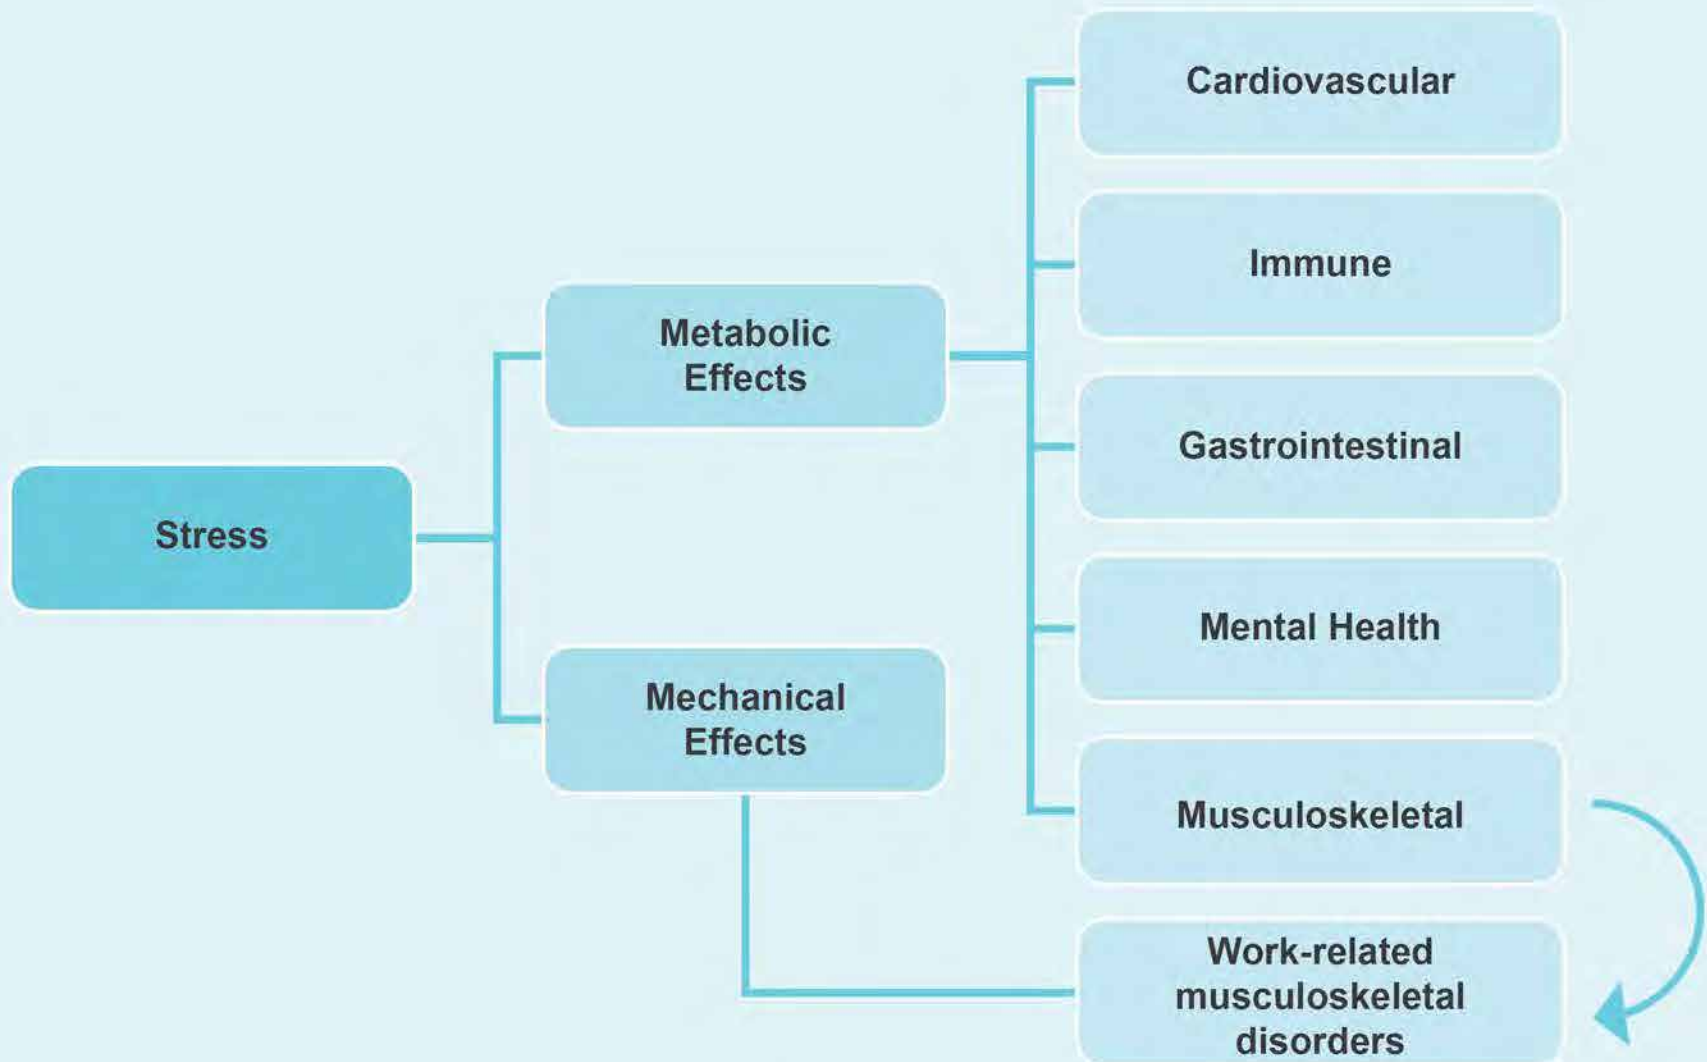 Stress
Metabolic
Effects
Mechanical
Effects
Cardiovascular
Immune
Gastrointestinal
Mental Health
Musculoskeletal
Work-related
musculoskeletal
disorders